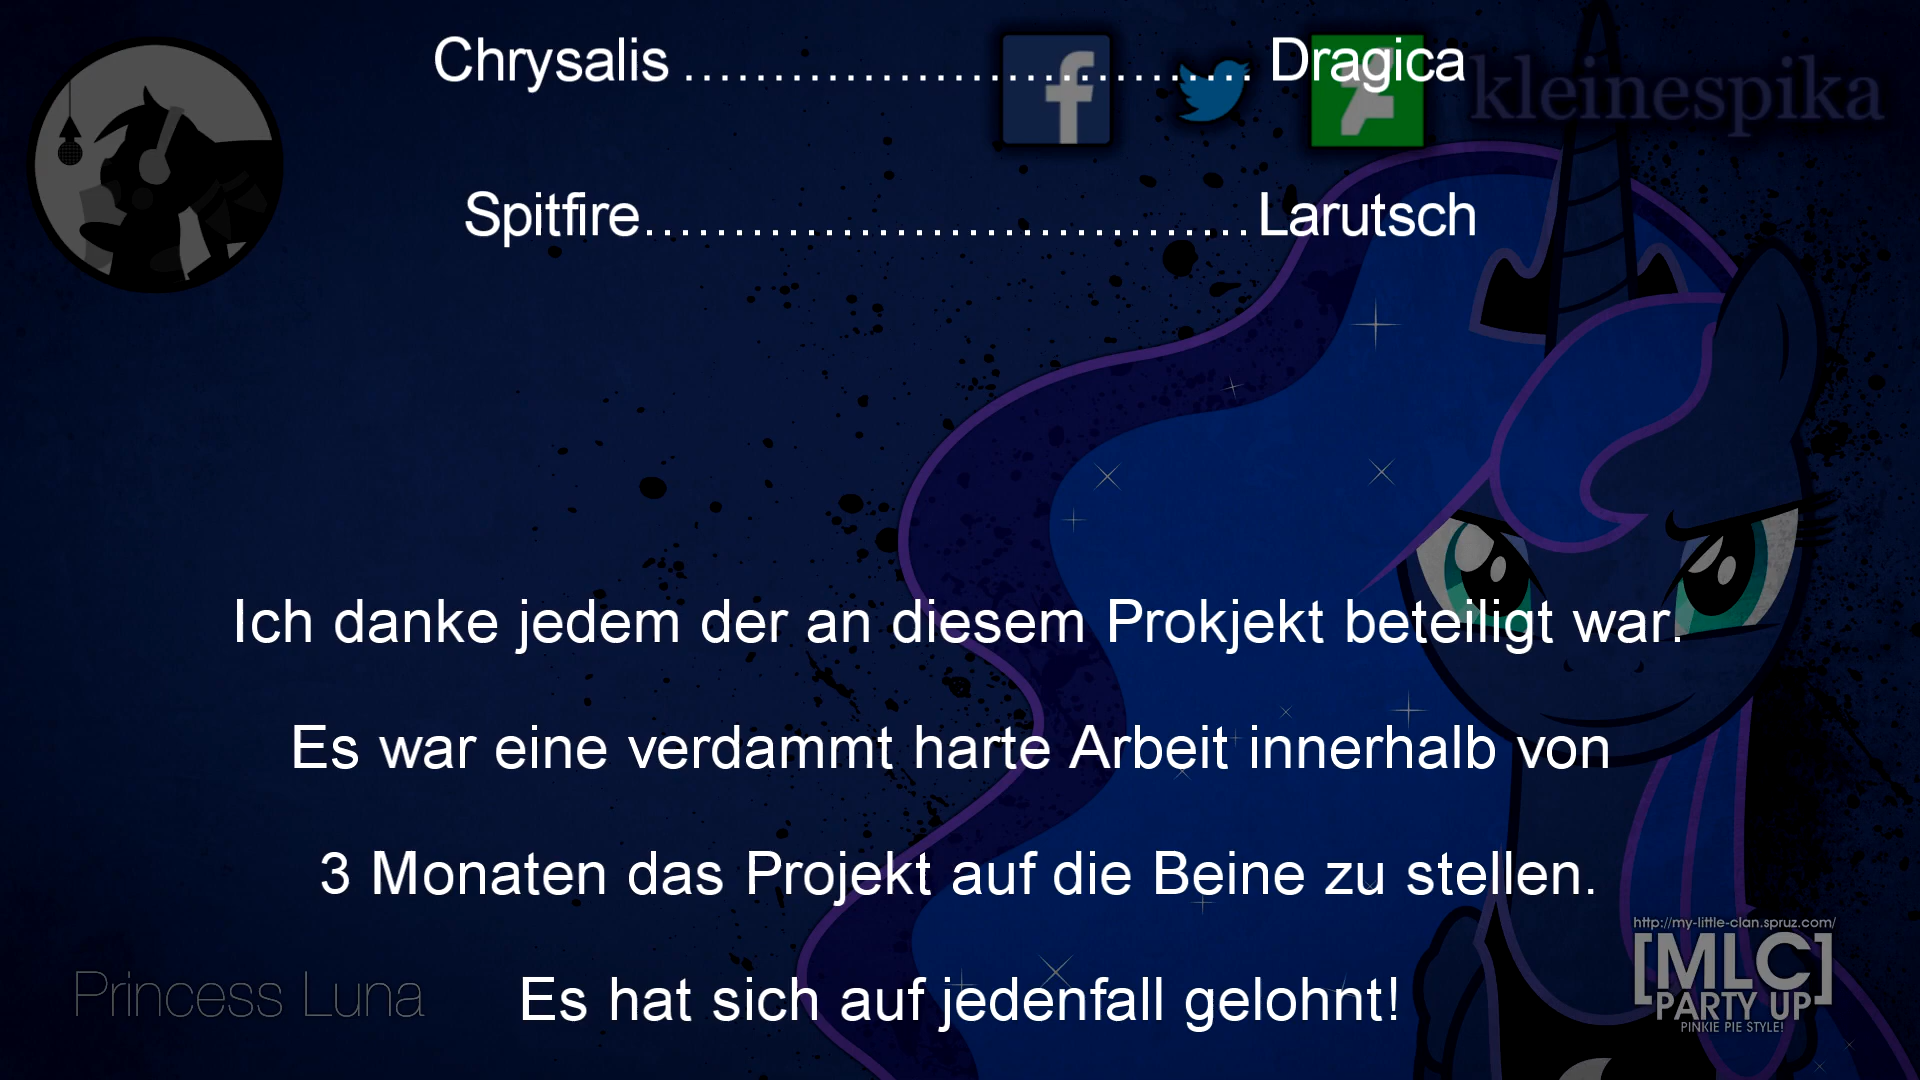 Chrysalis ................................ Dragica
kleinespika
Spitfire.................................. Larutsch
Ich danke jedem der an diesem Prokjekt beteiligt war.
Es war eine verdammt harte Arbeit innerhalb von
3 Monaten das Projekt auf die Beine zu stellen.
Es hat sich auf jedenfall gelohnt!
Princess Luna
http://my-little-clan.spruz.com/
[MLC]
PARTY UP
PINKIE PIE STYLE!